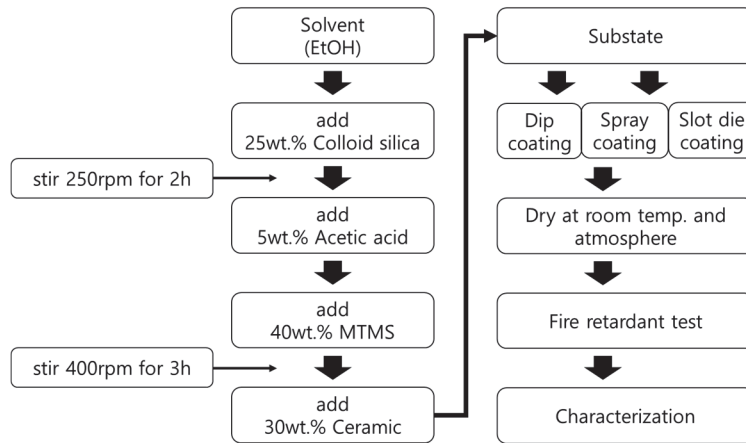 Solvent
(EtOH)
add
25wt.% Colloid silica
stir 250rpm for 2h
add
5wt.% Acetic acid
add
40wt.% MTMS
stir 400rpm for 3h
add
30wt.% Ceramic
Substate
Dip
coating
Spray
coating
Slot die
coating
Dry at room temp. and
atmosphere
Fire retardant test
Characterization